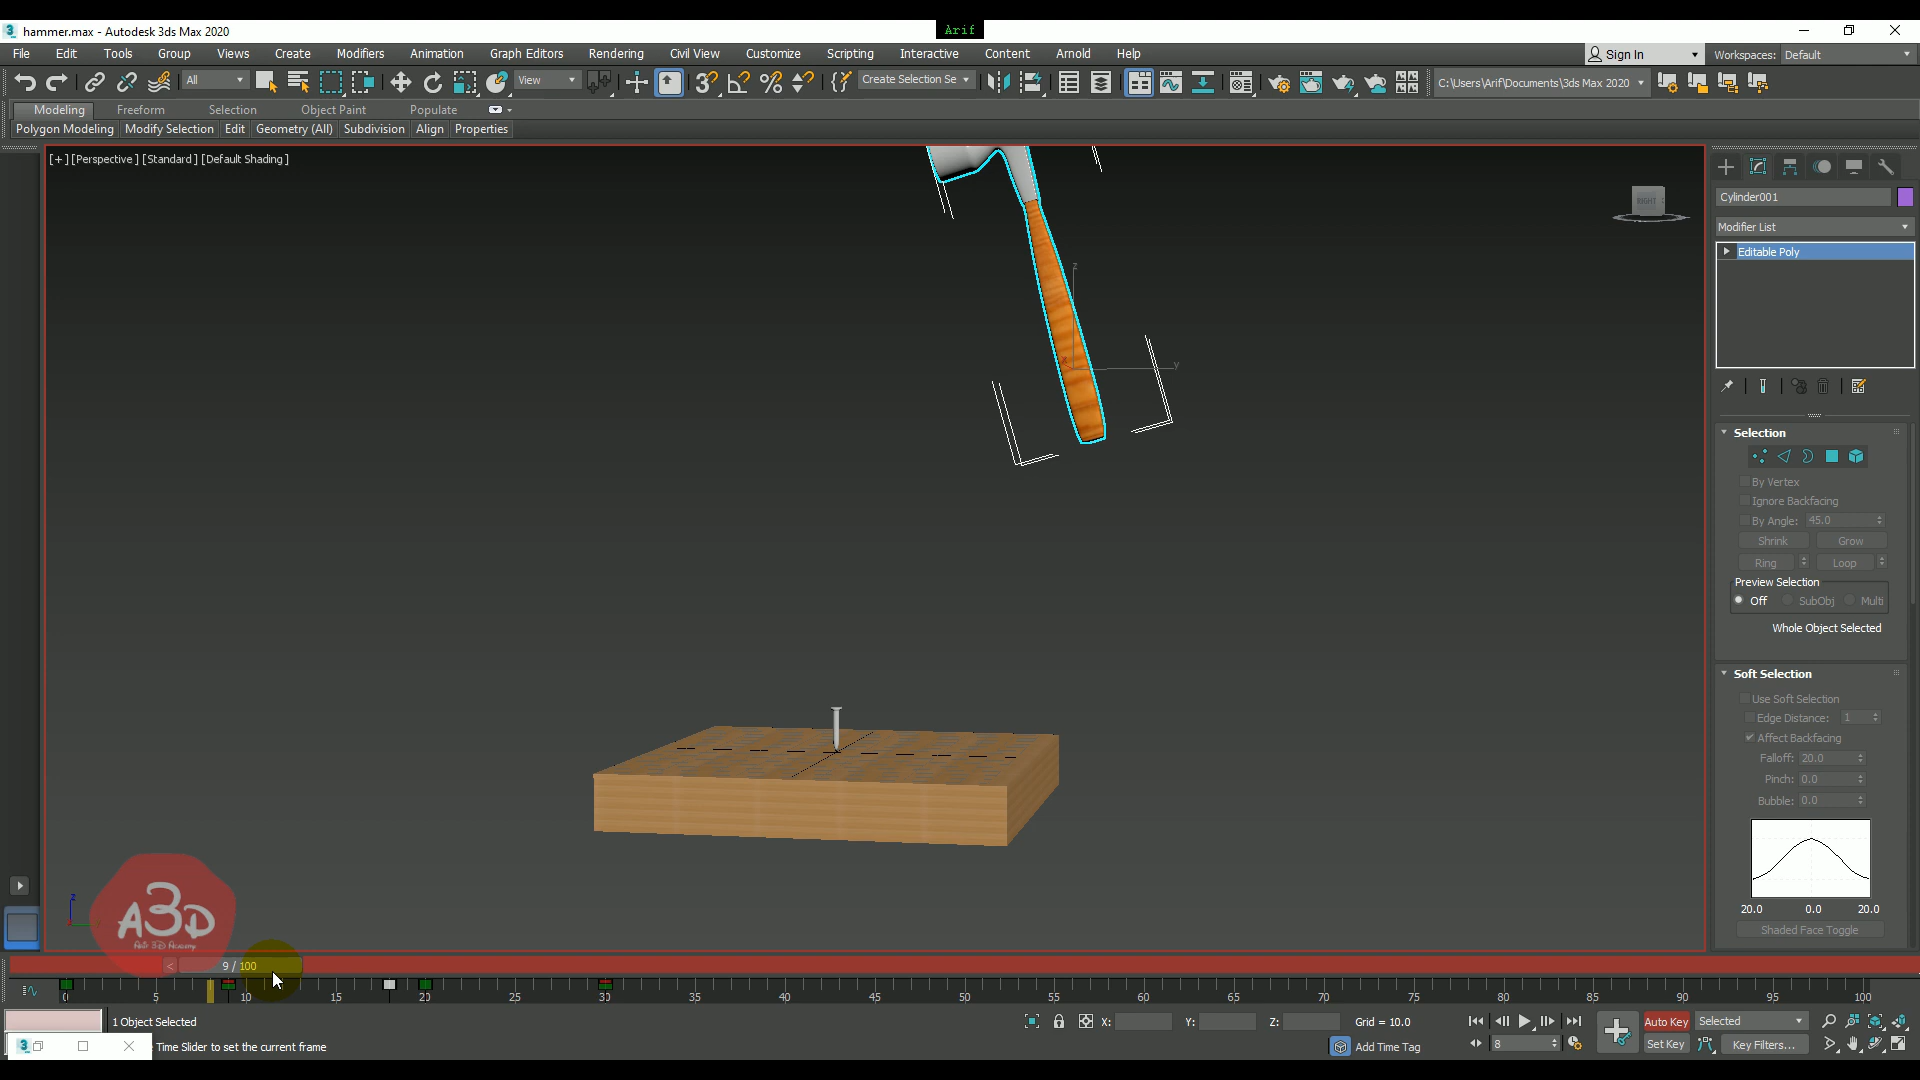 Arif
3 hammer.max - Autodesk 3ds Max 2020
File Edit Tools Group Views Create Modifiers Animation Graph Editors Rendering Civil View Customize Scripting Interactive Content Arnold Help
Sign In Workspaces: Default
All View Create Selection Se C:\Users\Arif\Documents\3ds Max 2020
Modeling Freeform Selection Object Paint Populate
Polygon Modeling Modify Selection Edit Geometry (All) Subdivision Align Properties
[+] [Perspective] [Standard] [Default Shading]
RIGHT
Cylinder001
Modifier List
Editable Poly
Selection
By Vertex
Ignore Backfacing
By Angle: 45.0
Shrink Grow
Ring Loop
Preview Selection
Off SubObj Multi
Whole Object Selected
Soft Selection
Use Soft Selection
Edge Distance: 1
Affect Backfacing
Falloff: 20.0
Pinch: 0.0
Bubble: 0.0
20.0 0.0 20.0
Shaded Face Toggle
z
y
x
z
A3D
Arif 3D Academy
< 9 / 100
0 5 10 15 20 25 30 35 40 45 50 55 60 65 70 75 80 85 90 95 100
1 Object Selected X: Y: Z: Grid = 10.0 Auto Key Selected
3 Time Slider to set the current frame Add Time Tag 8 Set Key Key Filters...